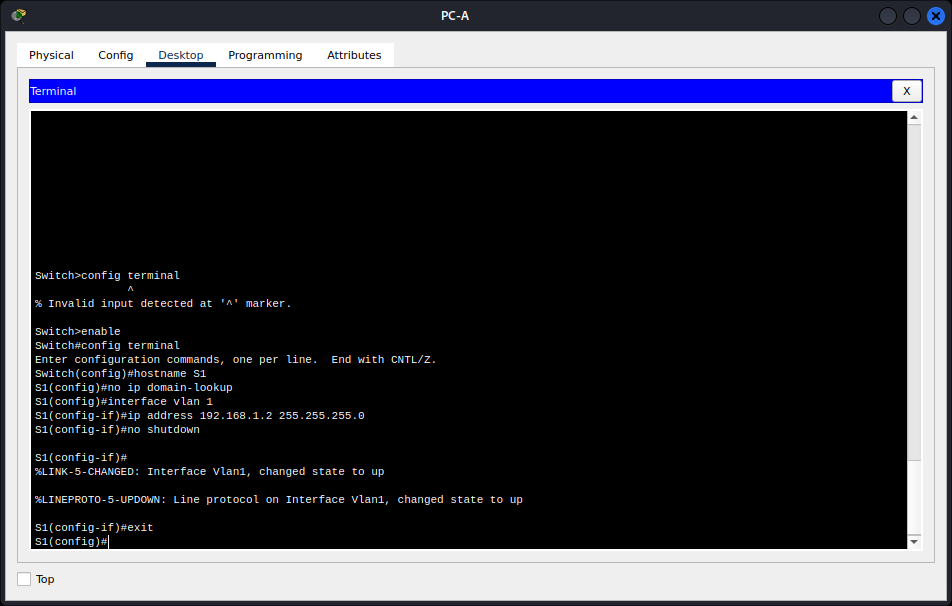 PC-A
Physical Config Desktop Programming Attributes
Terminal X
Switch>config terminal
^
% Invalid input detected at '^' marker.
Switch>enable
Switch#config terminal
Enter configuration commands, one per line.  End with CNTL/Z.
Switch(config)#hostname S1
S1(config)#no ip domain-lookup
S1(config)#interface vlan 1
S1(config-if)#ip address 192.168.1.2 255.255.255.0
S1(config-if)#no shutdown
S1(config-if)#
%LINK-5-CHANGED: Interface Vlan1, changed state to up
%LINEPROTO-5-UPDOWN: Line protocol on Interface Vlan1, changed state to up
S1(config-if)#exit
S1(config)#
Top